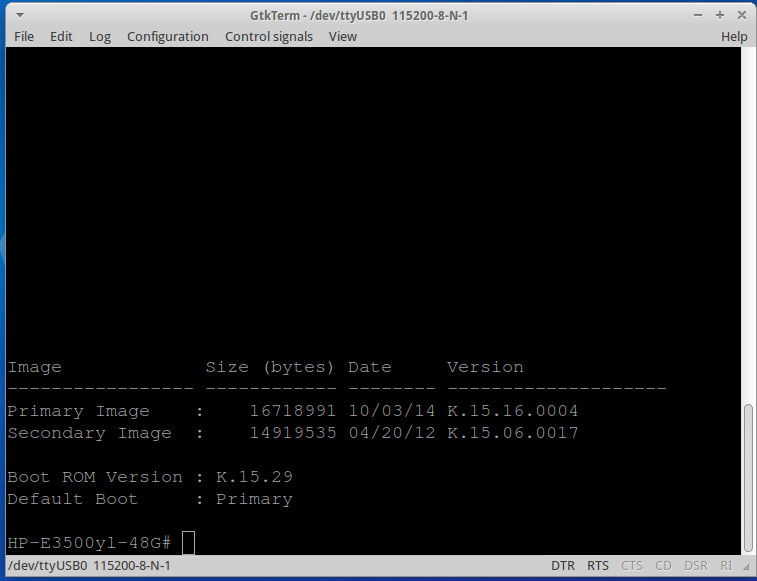 GtkTerm - /dev/ttyUSB0 115200-8-N-1
File Edit Log Configuration Control signals View Help
Image Size (bytes) Date Version
----------------- ------------ -------- --------------------
Primary Image : 16718991 10/03/14 K.15.16.0004
Secondary Image : 14919535 04/20/12 K.15.06.0017
Boot ROM Version : K.15.29
Default Boot : Primary
HP-E3500yl-48G#
/dev/ttyUSB0 115200-8-N-1 DTR RTS CTS CD DSR RI